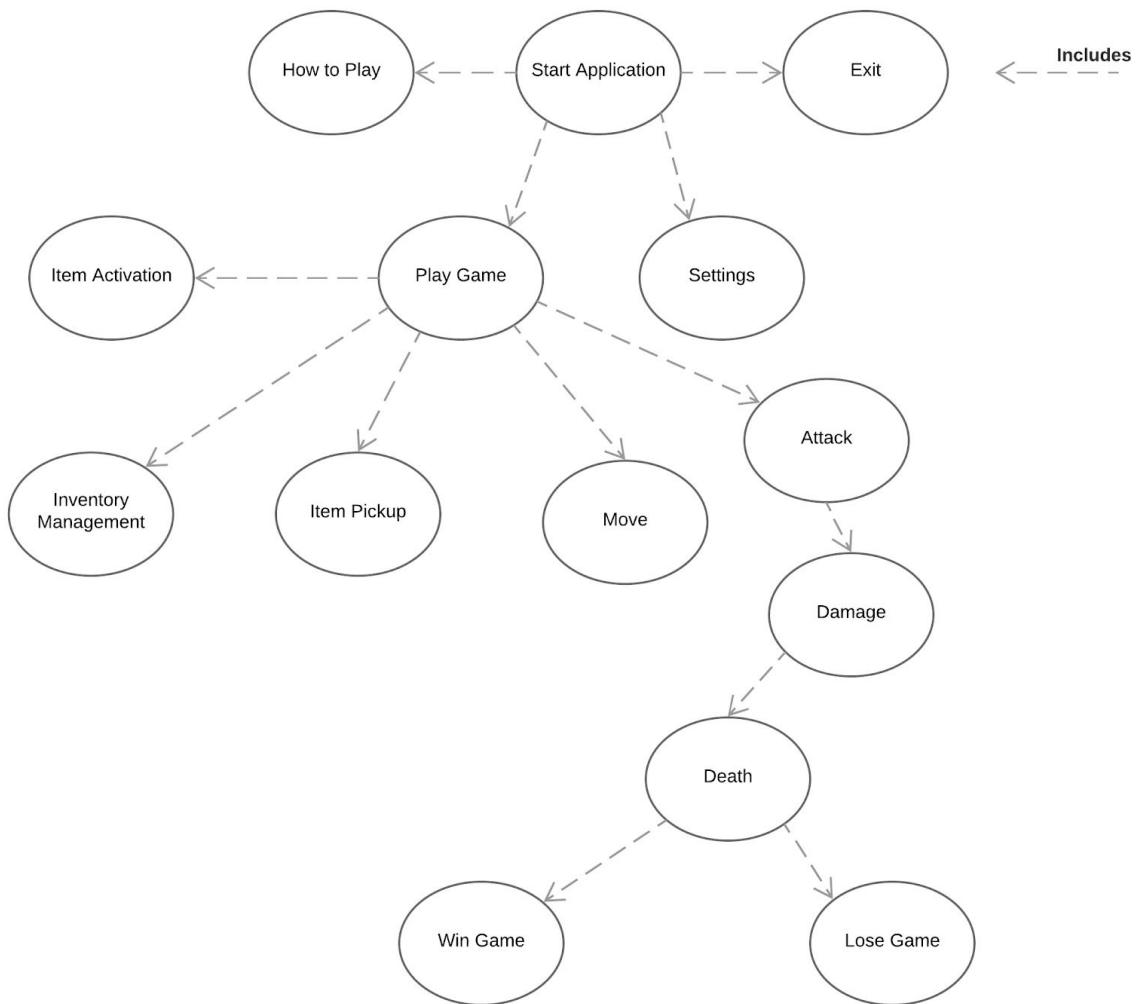 How to Play
Start Application
Exit
Includes
Item Activation
Play Game
Settings
Attack
Inventory
Management
Item Pickup
Move
Damage
Death
Win Game
Lose Game